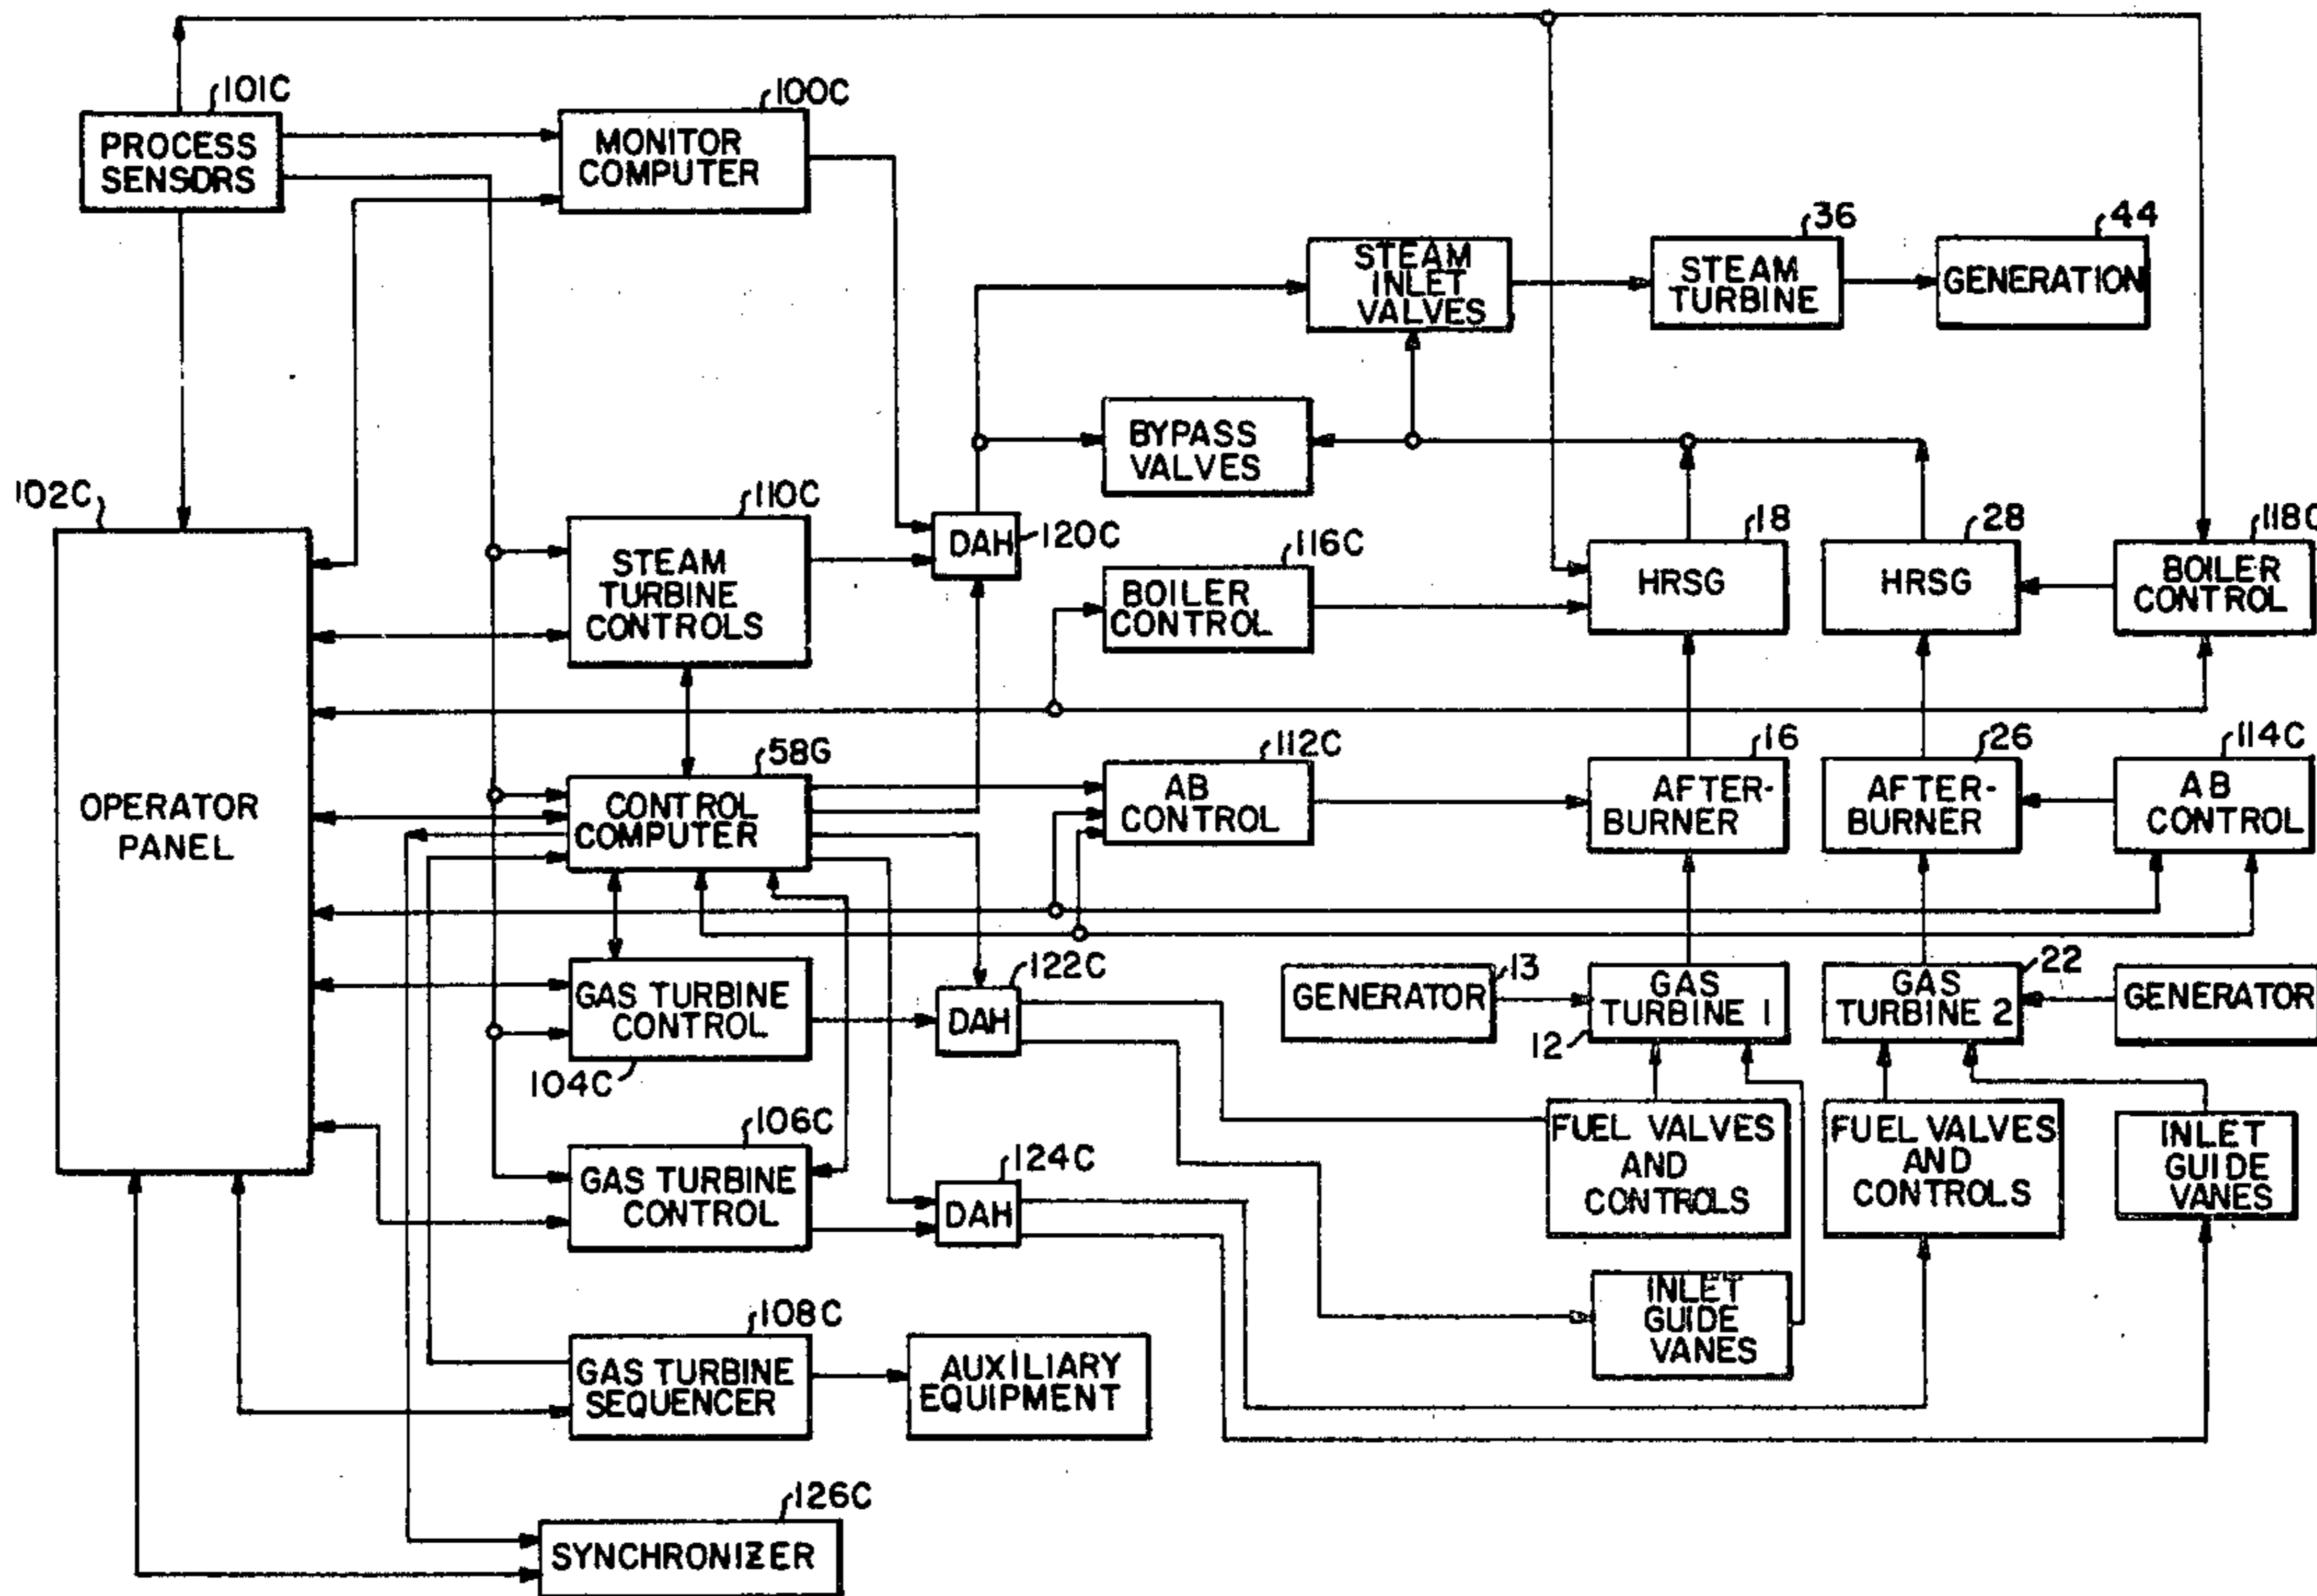 101C
PROCESS
SENSDRS
100C
MONITOR
COMPUTER
36
44
STEAM
INLET
VALVES
STEAM
TURBINE
GENERATION
BYPASS
VALVES
102C
OPERATOR
PANEL
110C
STEAM
TURBINE
CONTROLS
DAH
120C
116C
BOILER
CONTROL
18
HRSG
28
HRSG
118C
BOILER
CONTROL
58G
CONTROL
COMPUTER
112C
AB
CONTROL
16
AFTER-
BURNER
26
AFTER-
BURNER
114C
AB
CONTROL
GAS TURBINE
CONTROL
104C
122C
DAH
13
GENERATOR
GAS
TURBINE 1
12
22
GAS
TURBINE 2
GENERATOR
106C
GAS TURBINE
CONTROL
124C
DAH
FUEL VALVES
AND
CONTROLS
FUEL VALVES
AND
CONTROLS
INLET
GUIDE
VANES
INLET
GUIDE
VANES
108C
GAS TURBINE
SEQUENCER
AUXILIARY
EQUIPMENT
126C
SYNCHRONIZER